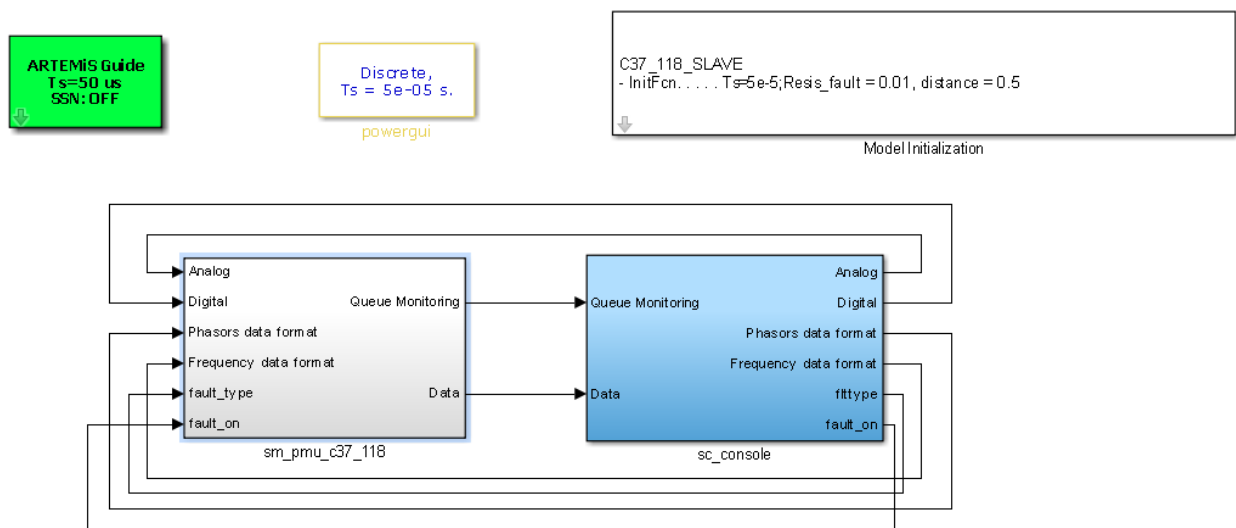 ARTEMiS Guide
Ts=50 us
SSN: OFF
Discrete,
Ts = 5e-05 s.
powergui
C37_118_SLAVE
- InitFcn. . . . . Ts=5e-5;Resis_fault = 0.01, distance = 0.5
Model Initialization
Analog
Digital
Phasors data format
Frequency data format
fault_type
fault_on
Queue Monitoring
Data
sm_pmu_c37_118
Queue Monitoring
Data
Analog
Digital
Phasors data format
Frequency data format
flttype
fault_on
sc_console